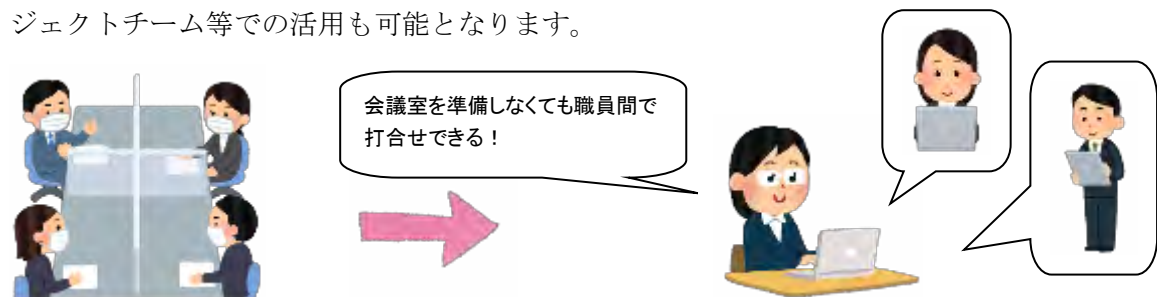 ジェクトチーム等での活用も可能となります。
会議室を準備しなくても職員間で
打合せできる！